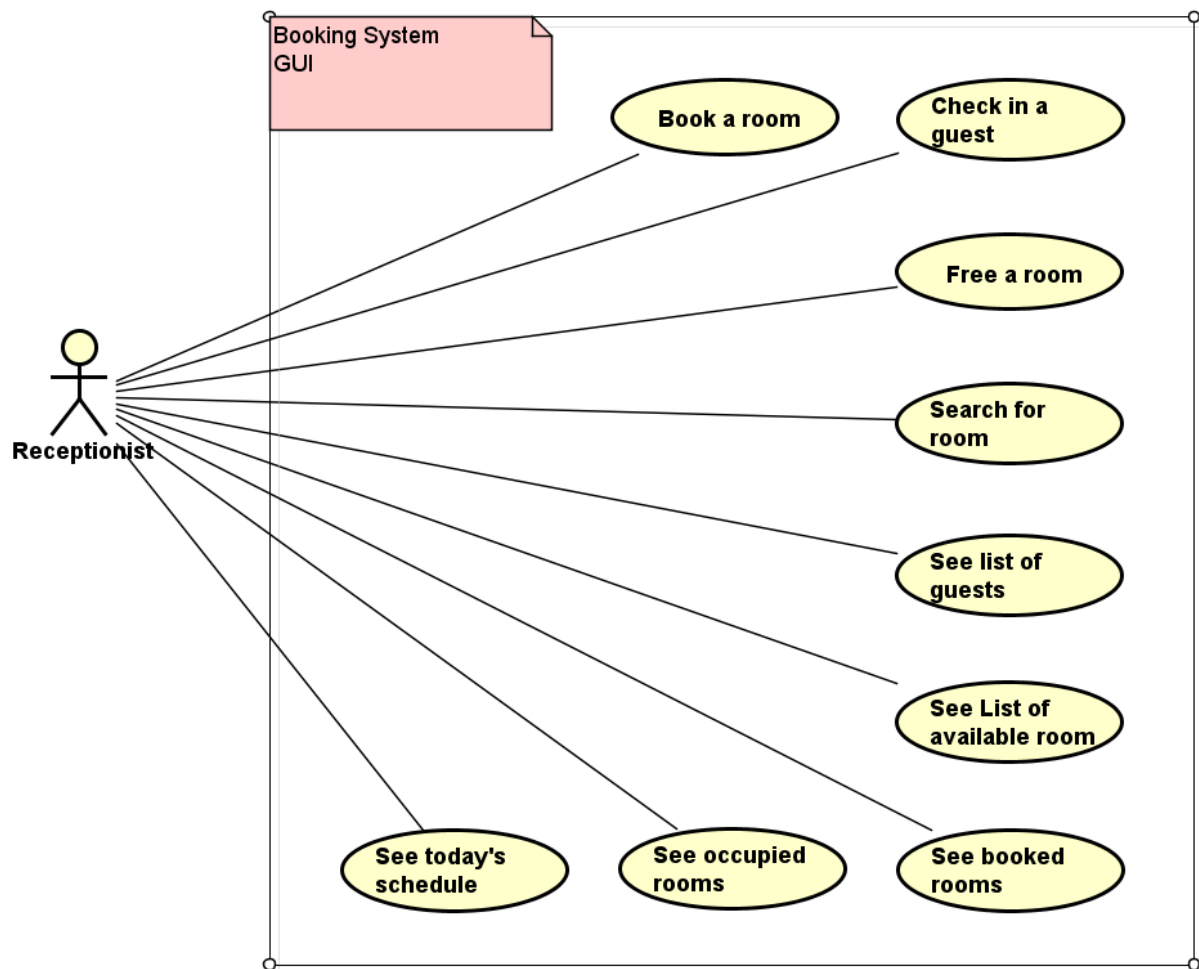 Booking System
GUI
Book a room
Check in a
guest
Free a room
Search for
room
Receptionist
See list of
guests
See List of
available room
See today's
schedule
See occupied
rooms
See booked
rooms